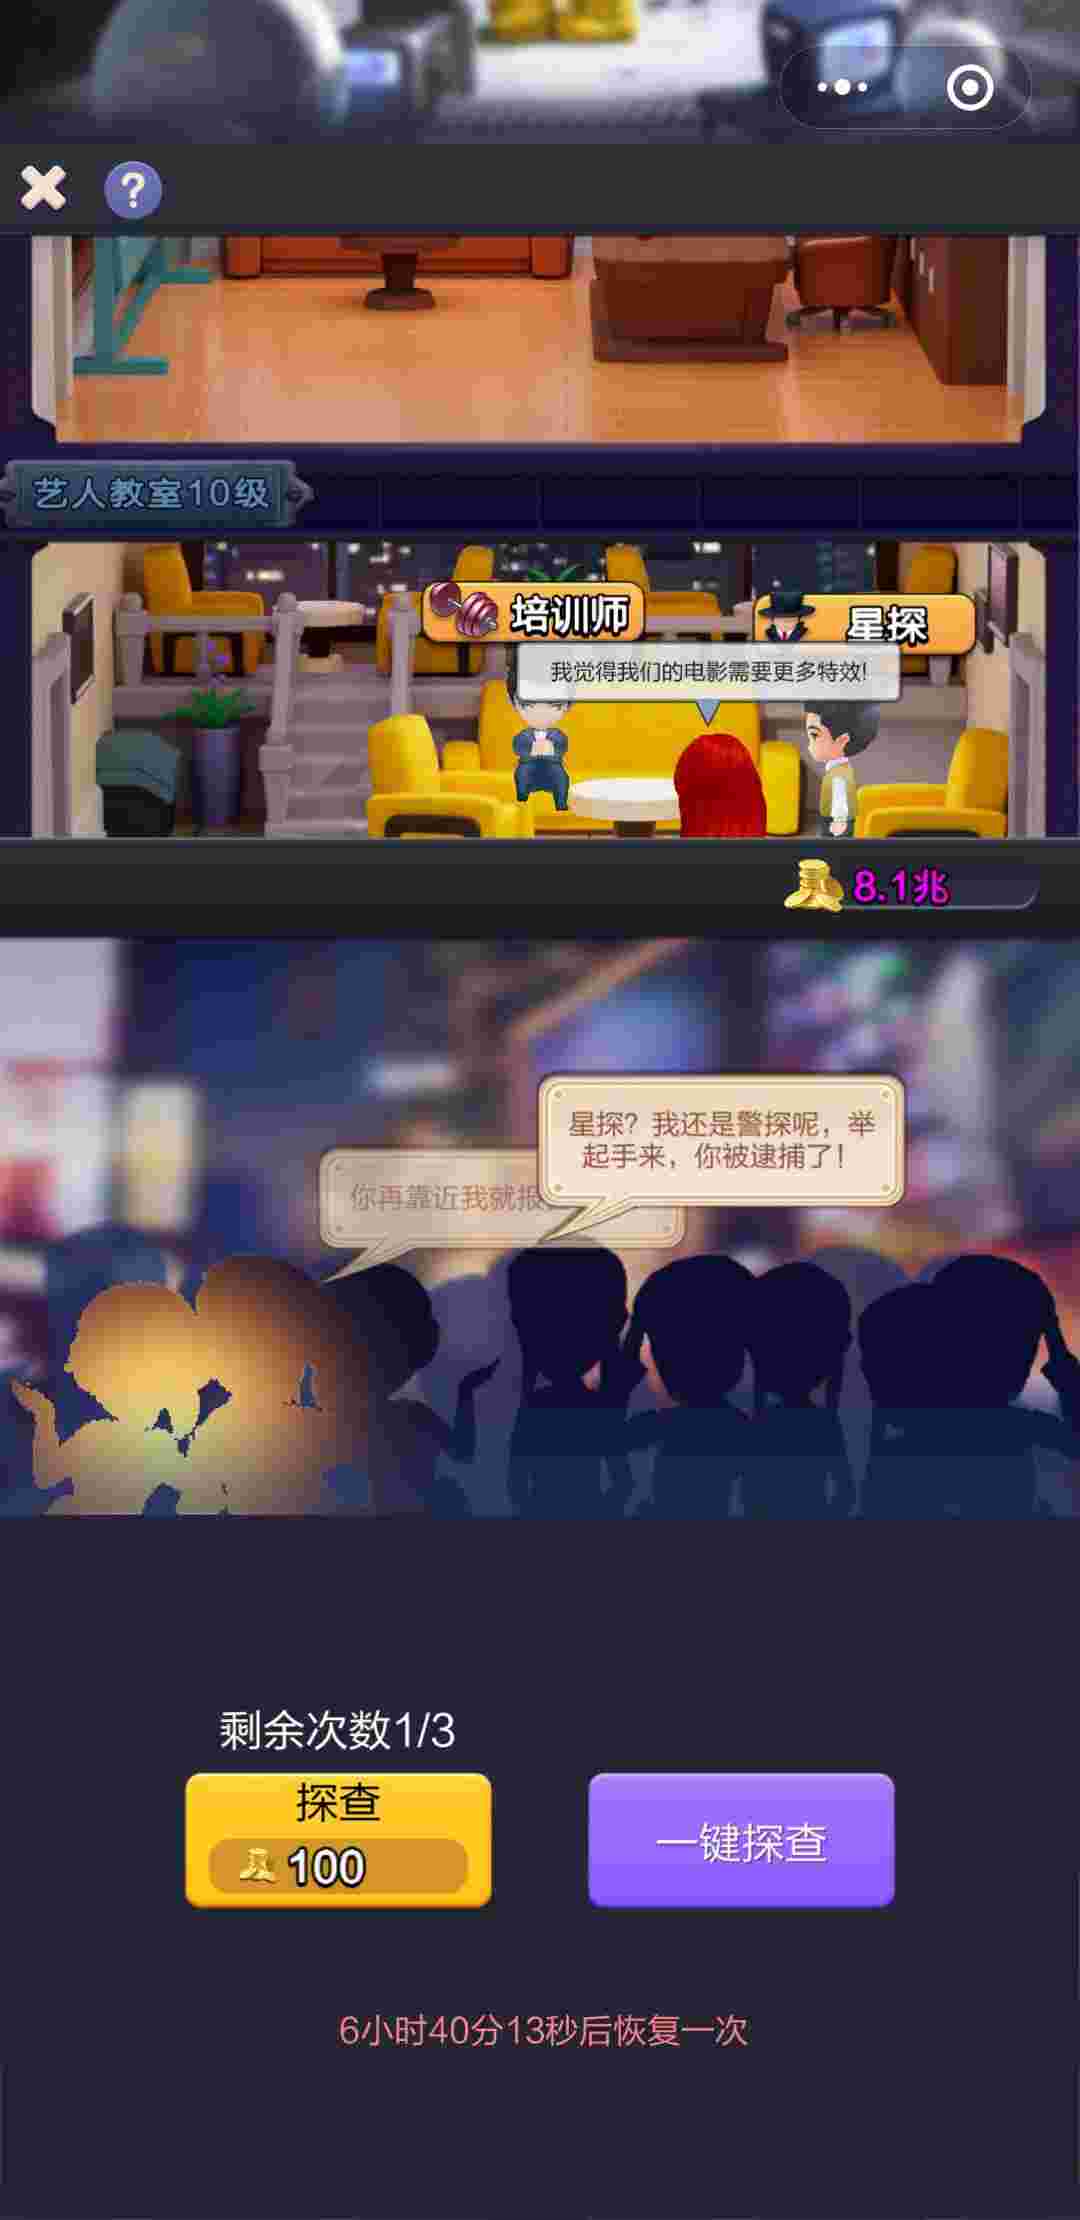 艺人教室10级
培训师
星探
我觉得我们的电影需要更多特效!
8.1兆
星探？我还是警探呢，举
起手来，你被逮捕了！
你再靠近我就报
剩余次数1/3
探查
100
一键探查
6小时40分13秒后恢复一次